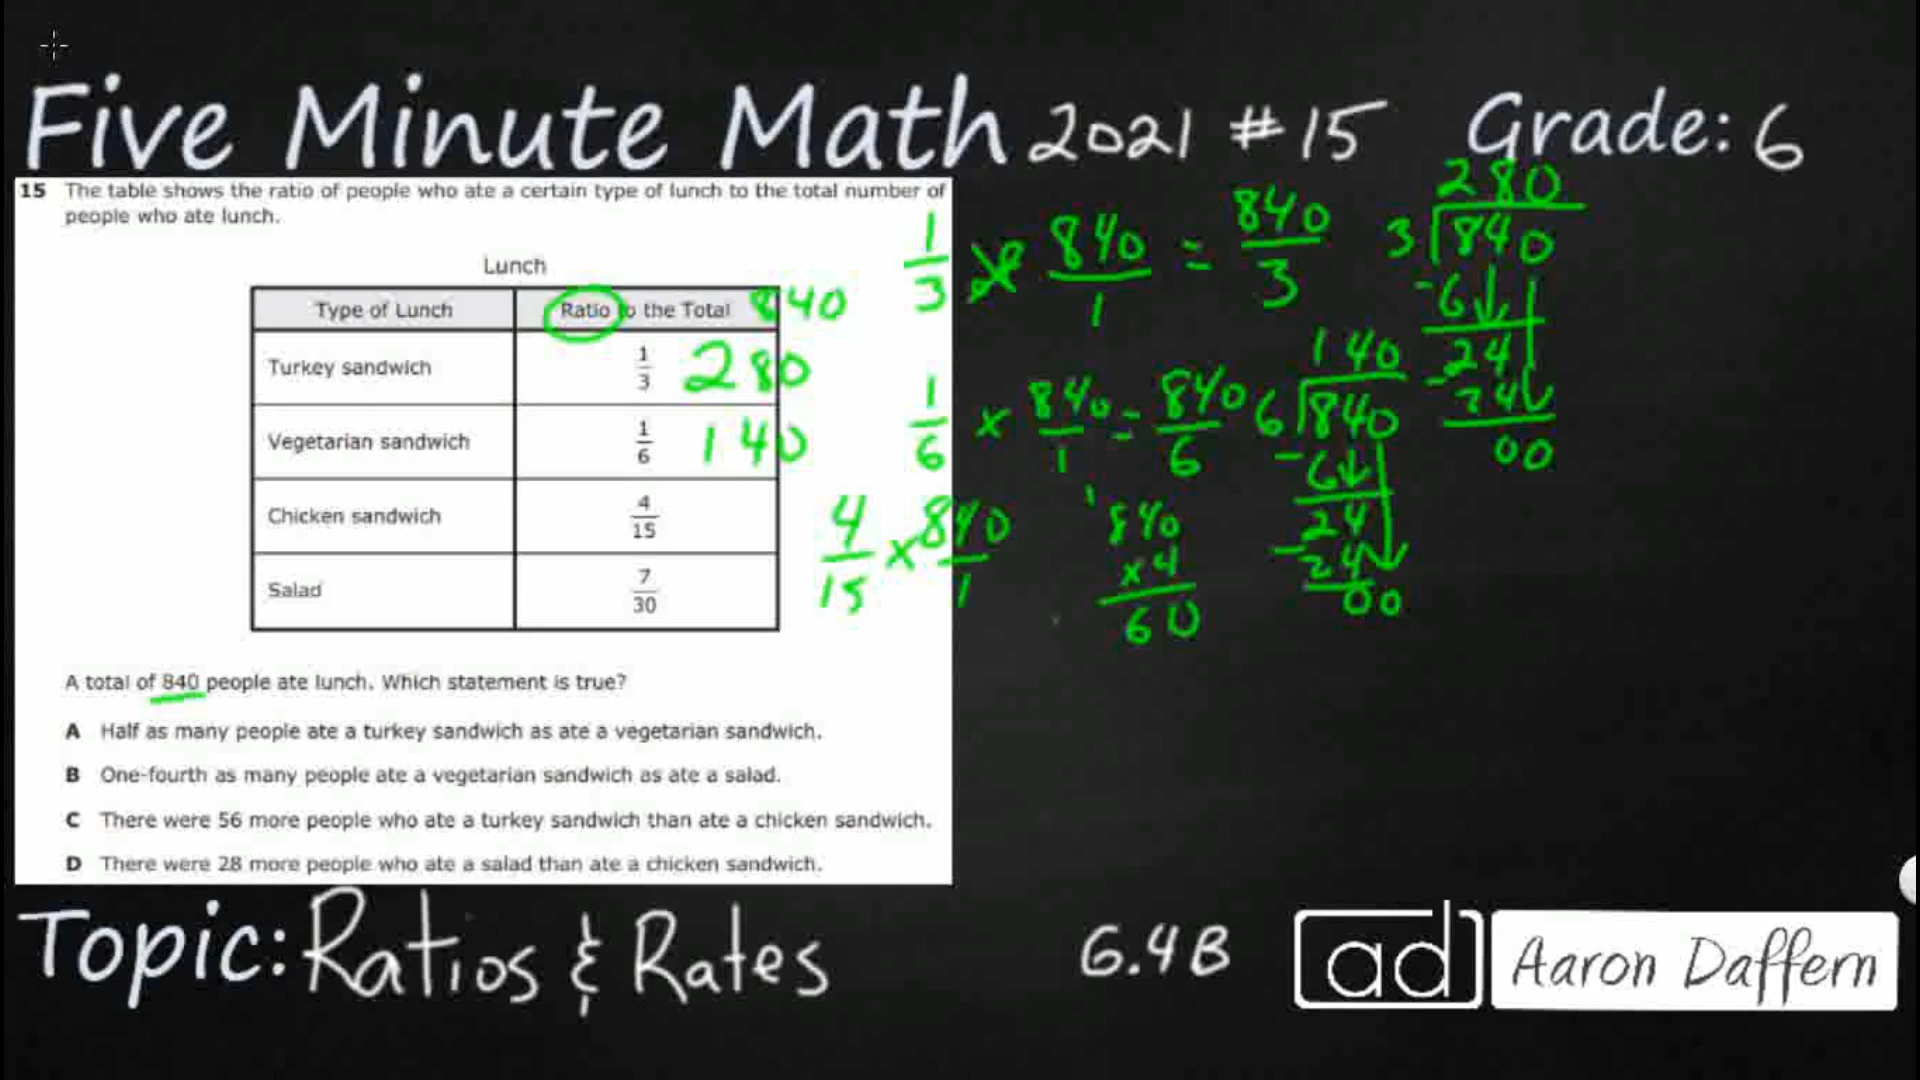 Five Minute Math 2021 #15 Grade: 6
15 The table shows the ratio of people who ate a certain type of lunch to the total number of
people who ate lunch.
Lunch
Type of Lunch Ratio to the Total 840
Turkey sandwich 1/3 280
Vegetarian sandwich 1/6 140
Chicken sandwich 4/15
Salad 7/30
A total of 840 people ate lunch. Which statement is true?
A Half as many people ate a turkey sandwich as ate a vegetarian sandwich.
B One-fourth as many people ate a vegetarian sandwich as ate a salad.
C There were 56 more people who ate a turkey sandwich than ate a chicken sandwich.
D There were 28 more people who ate a salad than ate a chicken sandwich.
1/3 x 840/1 = 840/3
280
3 840
-6
24
-24
00
1/6 x 840/1 = 840/6
140
6 840
-6
24
-24
00
4/15 x 840/1
1
840
x4
60
Topic: Ratios & Rates 6.4B ad Aaron Daffern